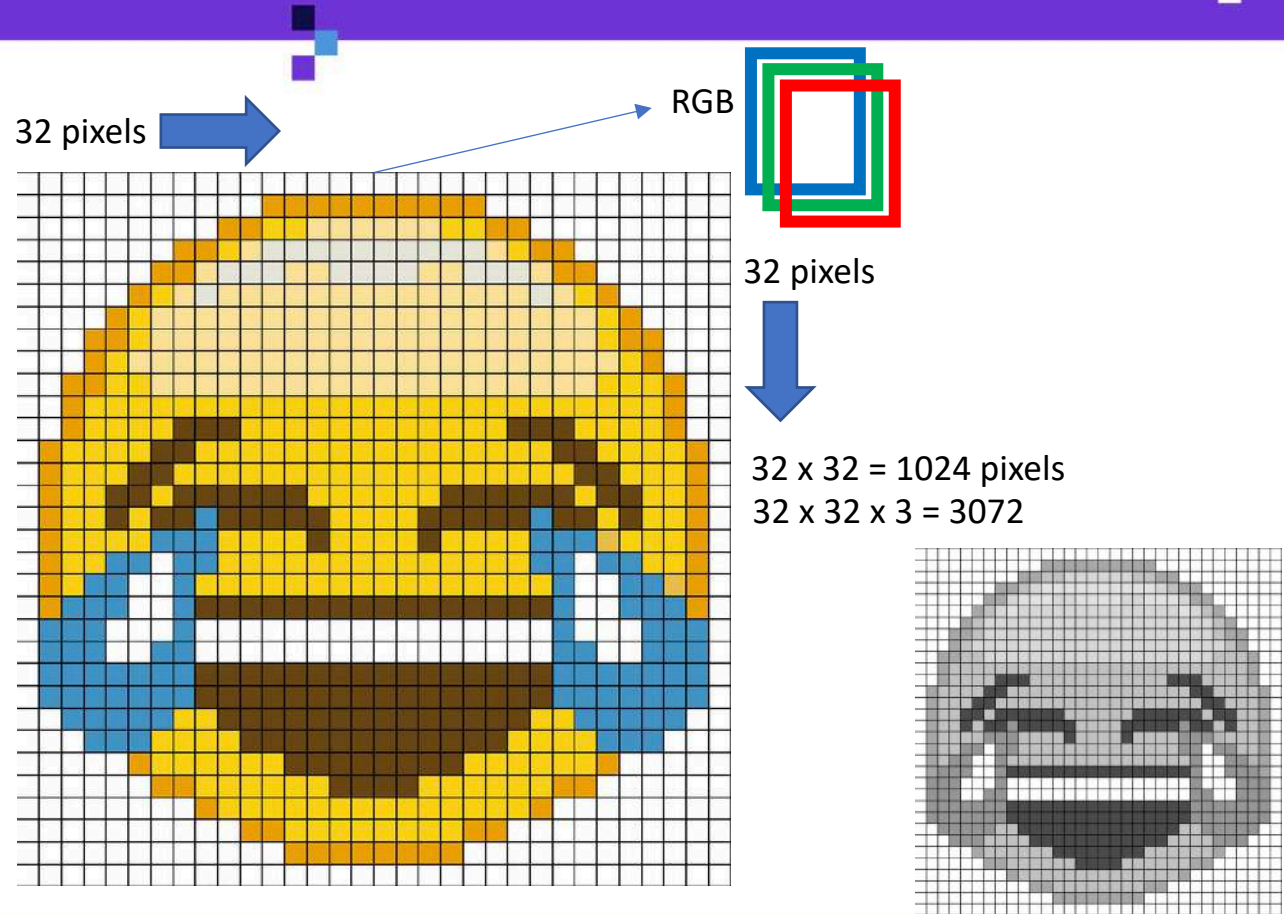 32 pixels
RGB
32 pixels
32 x 32 = 1024 pixels
32 x 32 x 3 = 3072